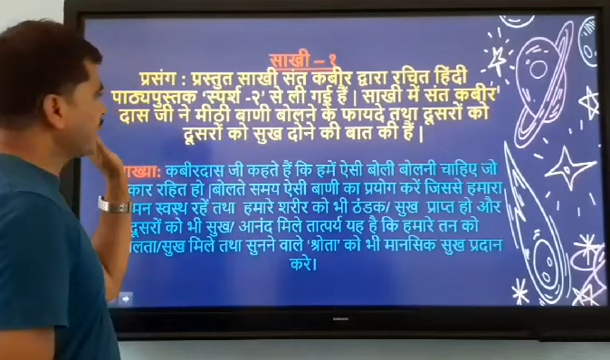 साखी – १
प्रसंग : प्रस्तुत साखी संत कबीर द्वारा रचित हिंदी
पाठ्यपुस्तक 'स्पर्श -२' से ली गई हैं | साखी में संत कबीर
दास जी ने मीठी बाणी बोलने के फायदे तथा दूसरों को
दूसरों को सुख दोने की बात की हैं |
ाख्या: कबीरदास जी कहते हैं कि हमें ऐसी बोली बोलनी चाहिए जो
कार रहित हो |बोलते समय ऐसी बाणी का प्रयोग करें जिससे हमारा
मन स्वस्थ रहें तथा हमारे शरीर को भी ठंडक/ सुख प्राप्त हो और
दूसरों को भी सुख/ आनंद मिले तात्पर्य यह है कि हमारे तन को
लता/सुख मिले तथा सुनने वाले 'श्रोता' को भी मानसिक सुख प्रदान
करे।
SAMSUNG